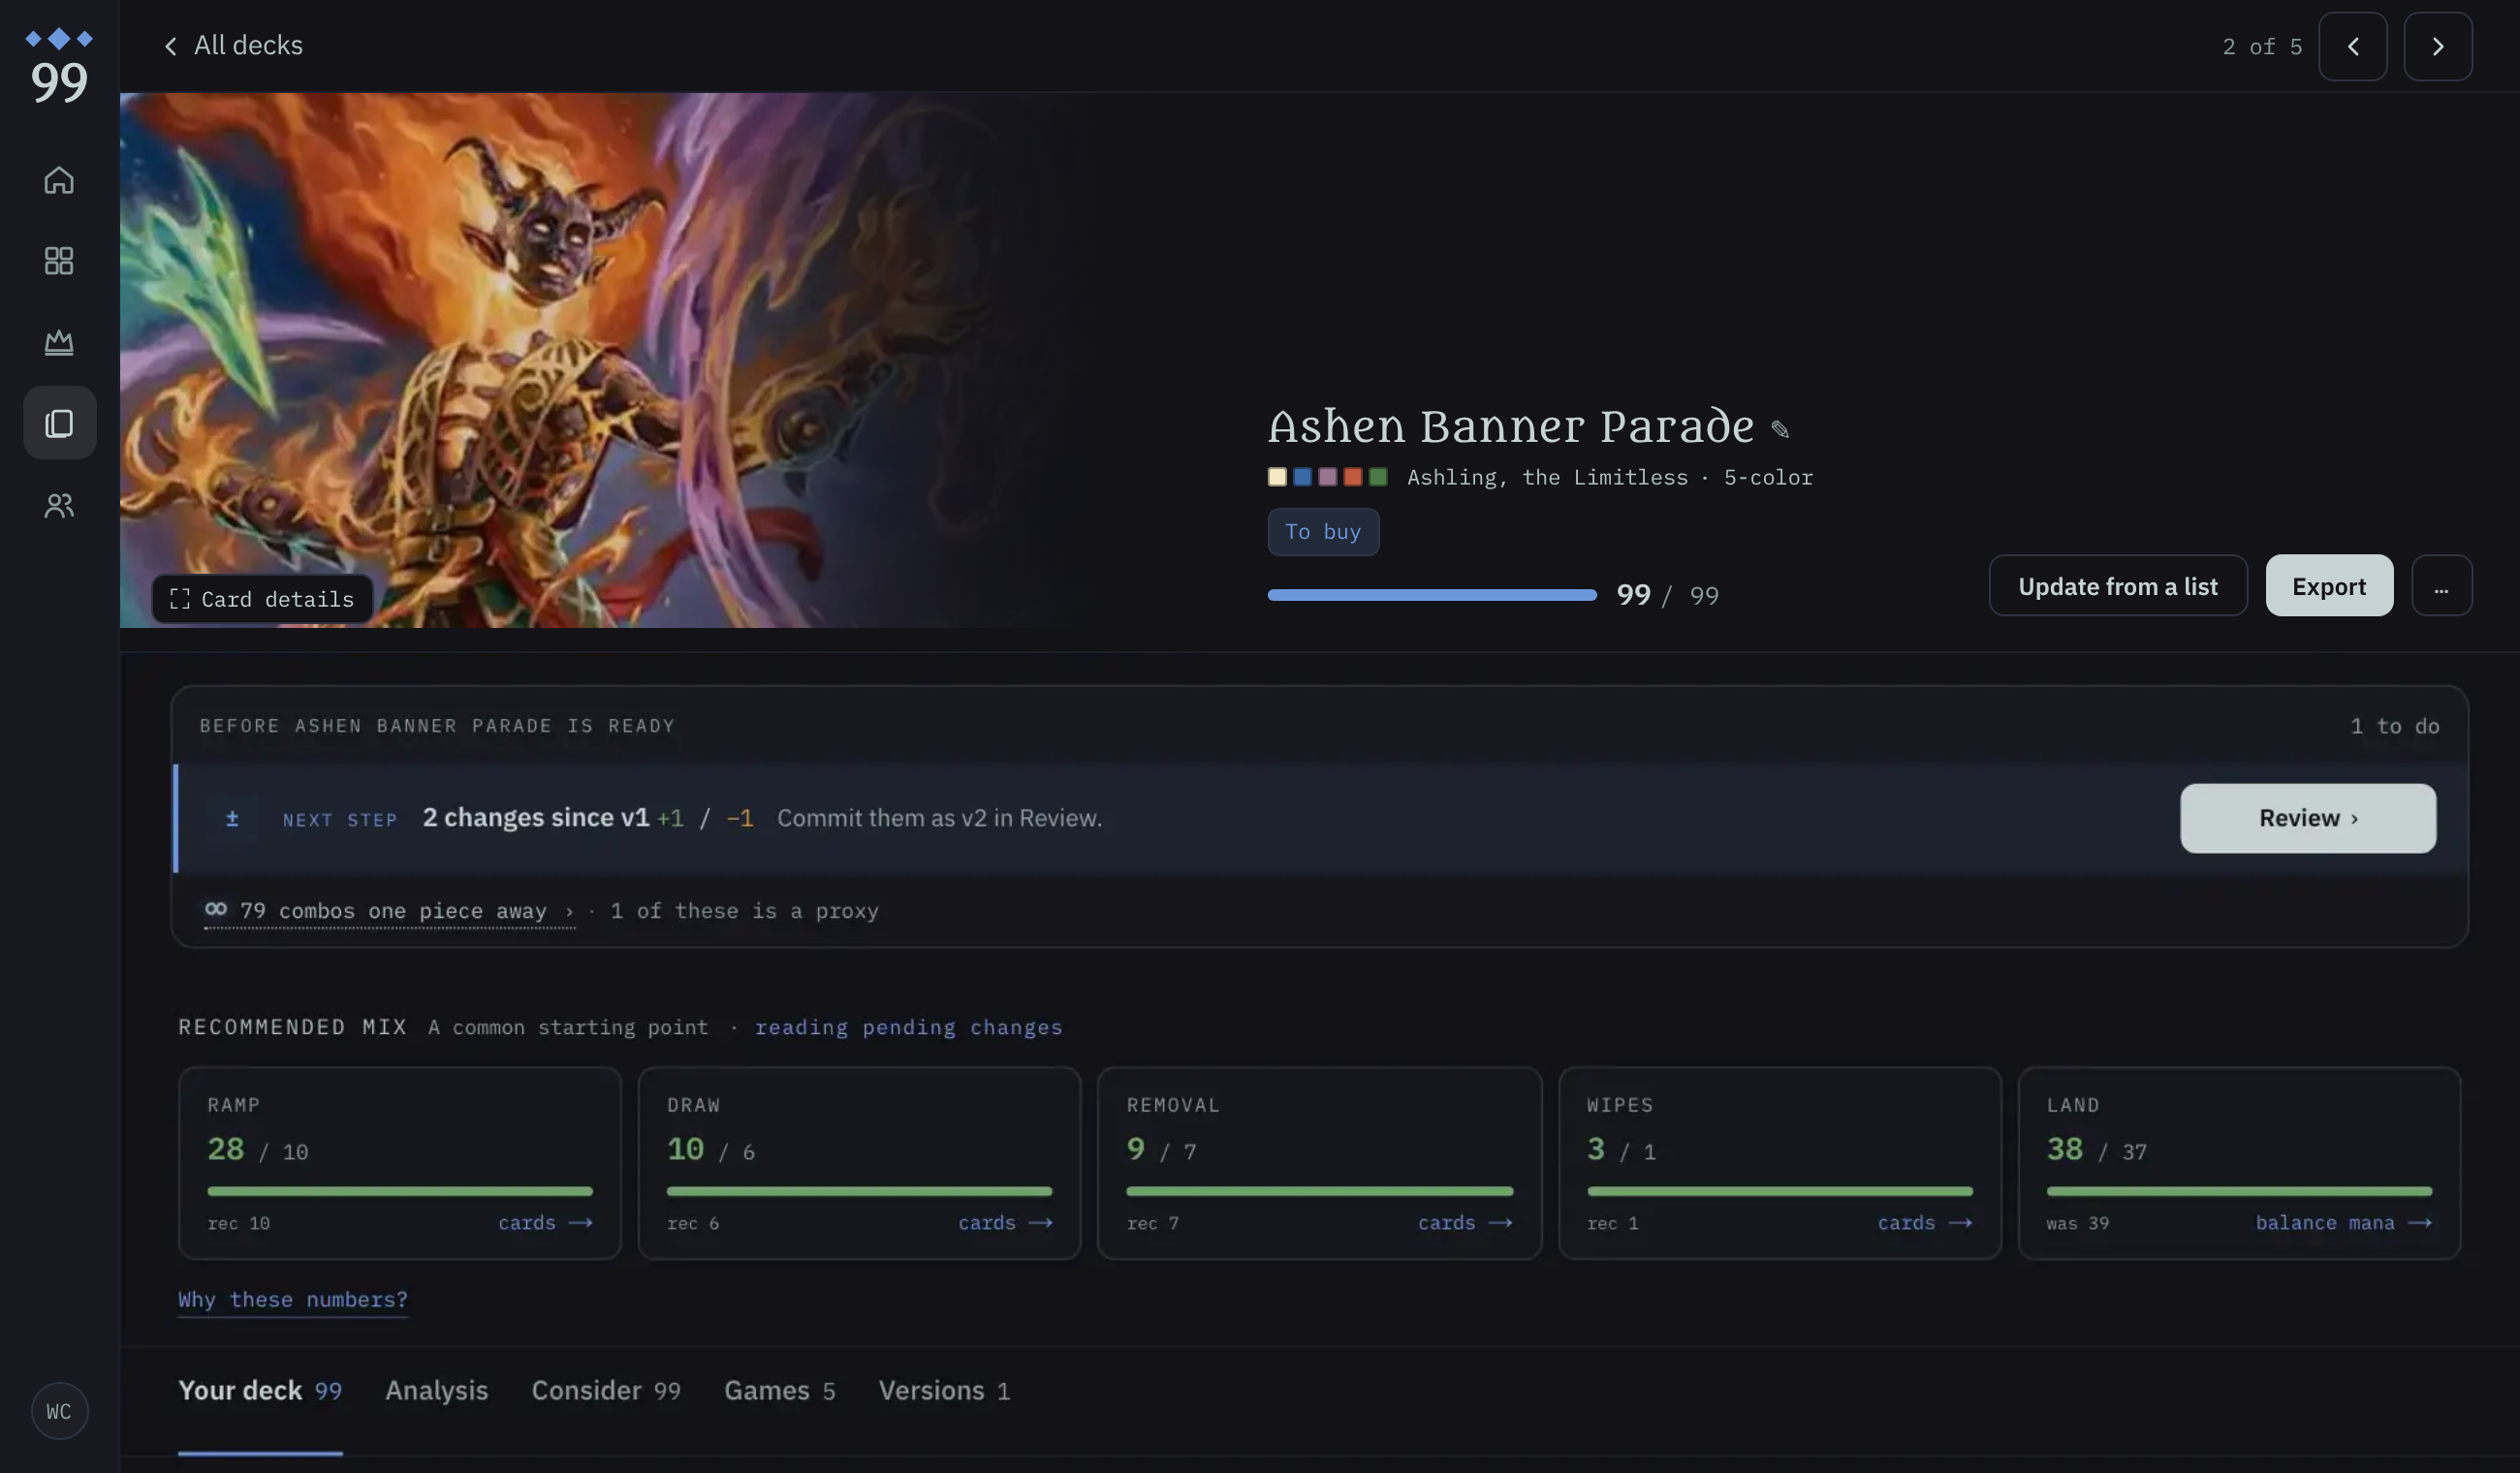 99
All decks
2 of 5
Ashen Banner Parade
Ashling, the Limitless · 5-color
To buy
99 / 99
Card details
Update from a list
Export
…
BEFORE ASHEN BANNER PARADE IS READY
1 to do
± NEXT STEP 2 changes since v1 +1 / −1 Commit them as v2 in Review.
Review ›
∞ 79 combos one piece away › · 1 of these is a proxy
RECOMMENDED MIX A common starting point · reading pending changes
RAMP
28 / 10
rec 10 cards →
DRAW
10 / 6
rec 6 cards →
REMOVAL
9 / 7
rec 7 cards →
WIPES
3 / 1
rec 1 cards →
LAND
38 / 37
was 39 balance mana →
Why these numbers?
Your deck 99 Analysis Consider 99 Games 5 Versions 1
WC